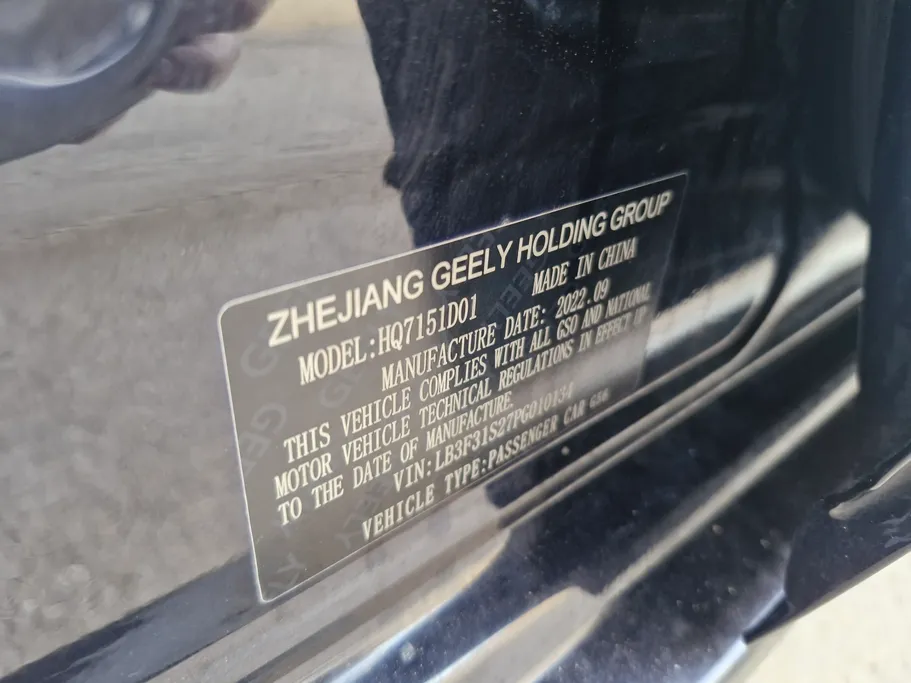 ZHEJIANG GEELY HOLDING GROUP
MODEL:HQ7151D01 MADE IN CHINA
MANUFACTURE DATE: 2022.09
THIS VEHICLE COMPLIES WITH ALL GSO AND NATIONAL
MOTOR VEHICLE TECHNICAL REGULATIONS IN EFFECT UP
TO THE DATE OF MANUFACTURE.
VIN:LB3F31S27PG010434
VEHICLE TYPE:PASSENGER CAR